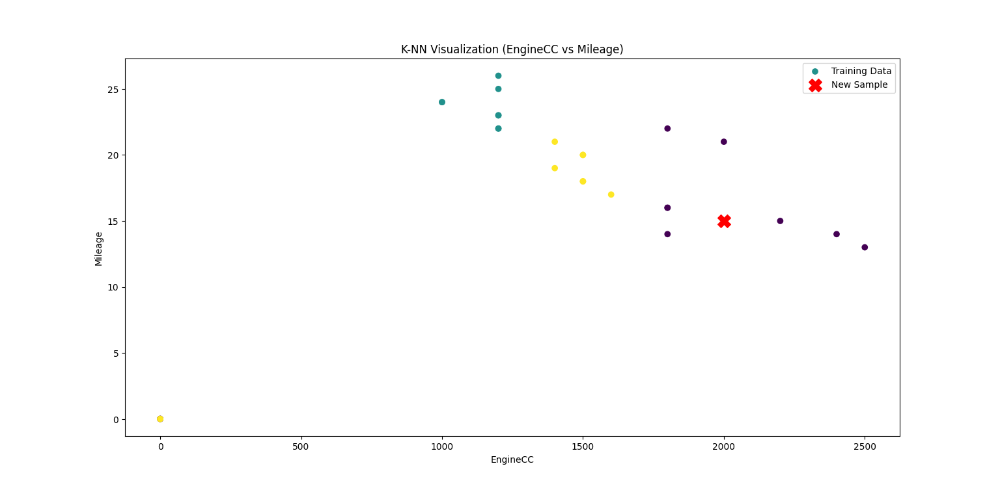 K-NN Visualization (EngineCC vs Mileage)
Training Data
New Sample
25
20
15
10
5
0
Mileage
0 500 1000 1500 2000 2500
EngineCC